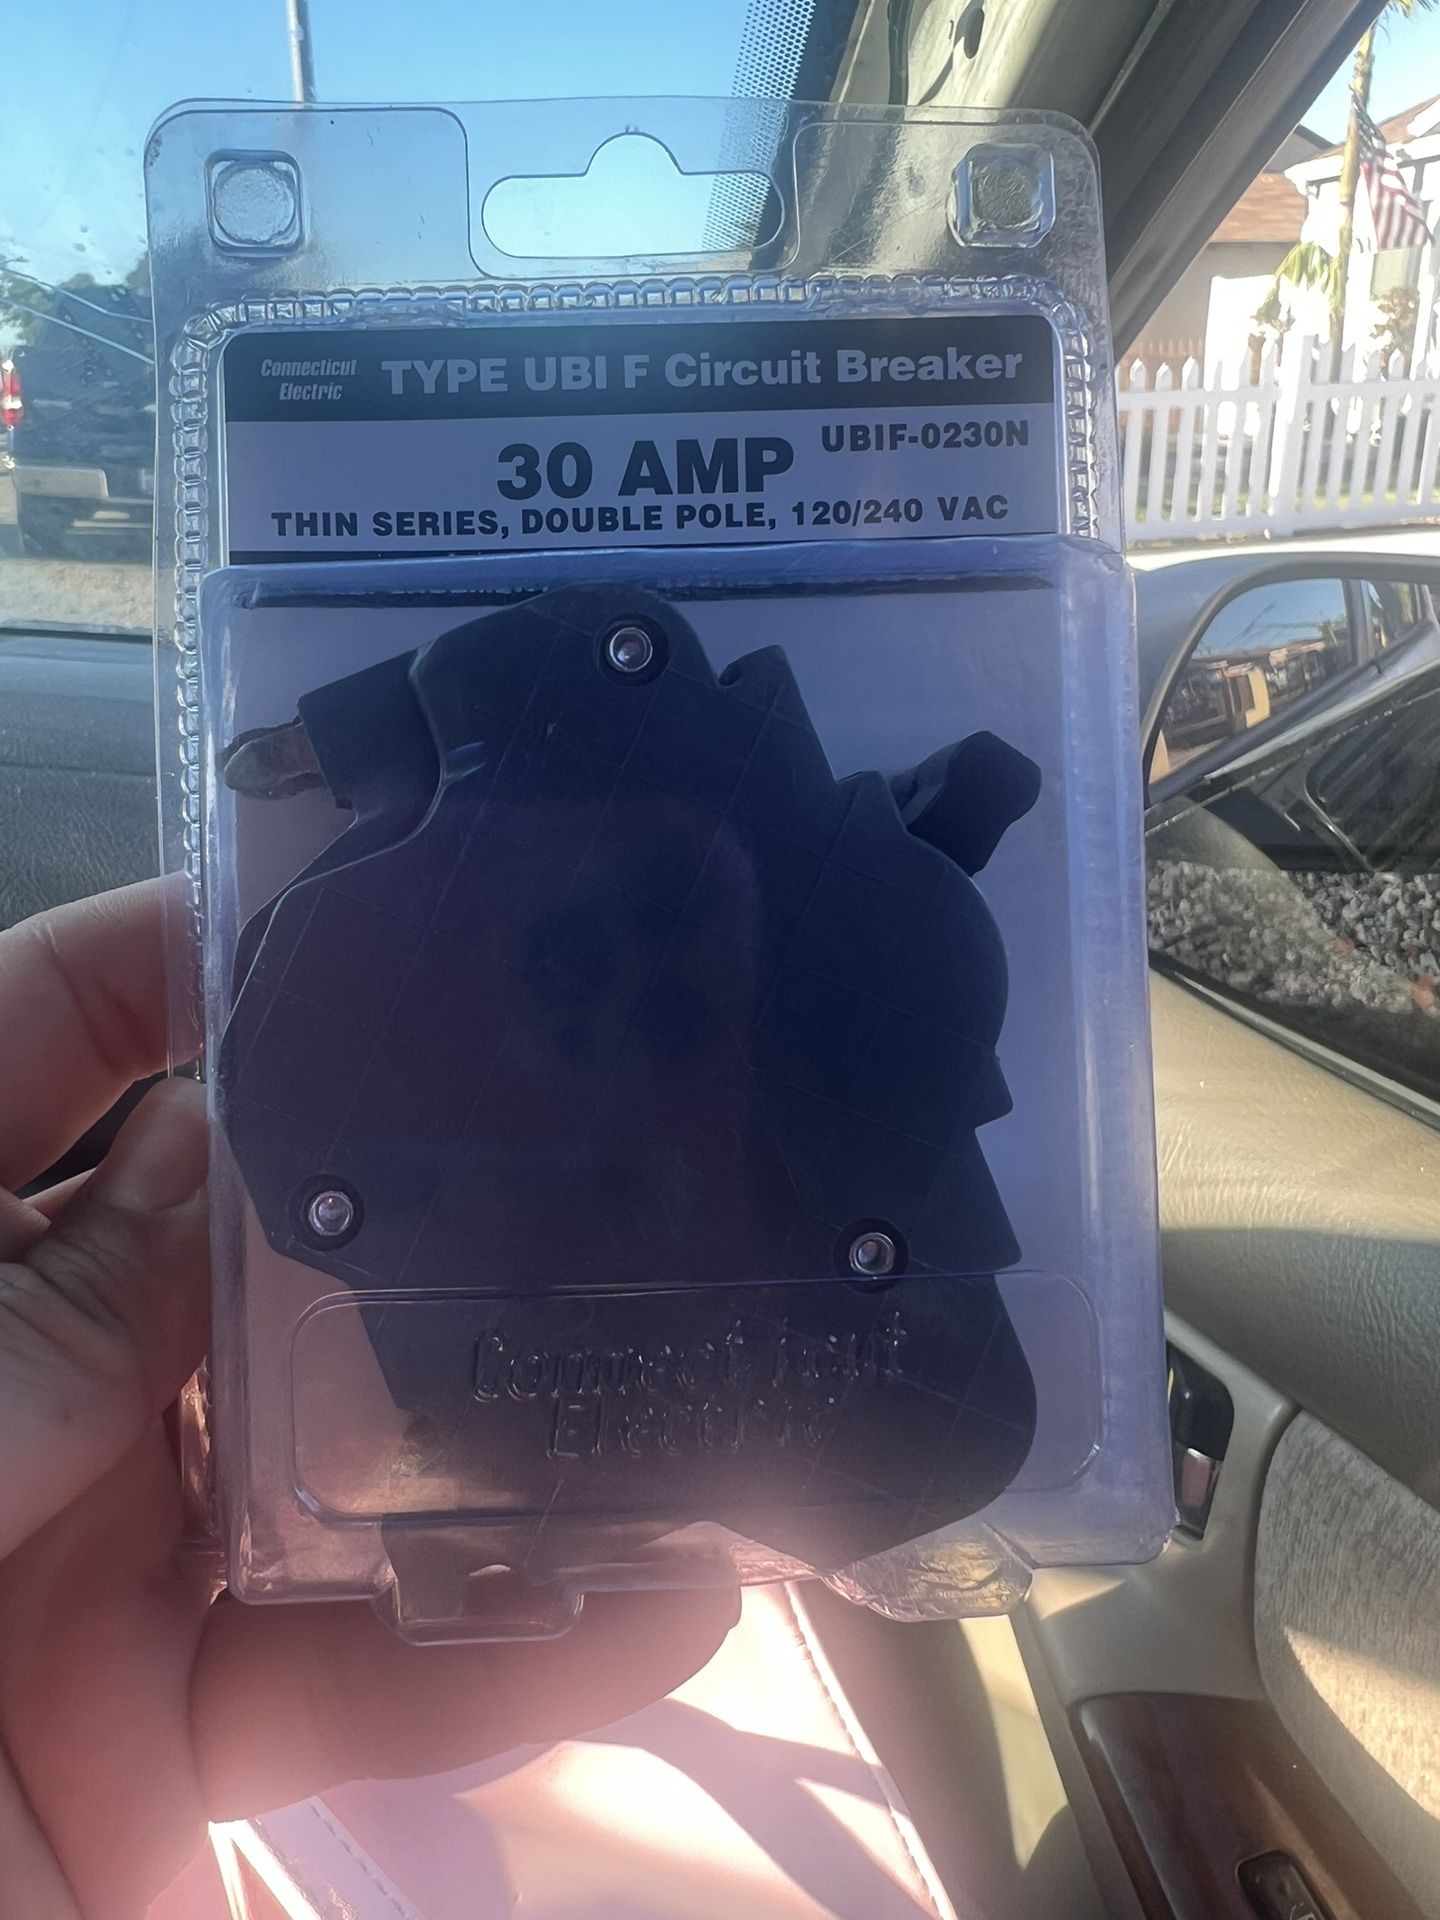 Connecticut
Electric
TYPE UBI F Circuit Breaker
UBIF-0230N
30 AMP
THIN SERIES, DOUBLE POLE, 120/240 VAC
Connecticut
Electric